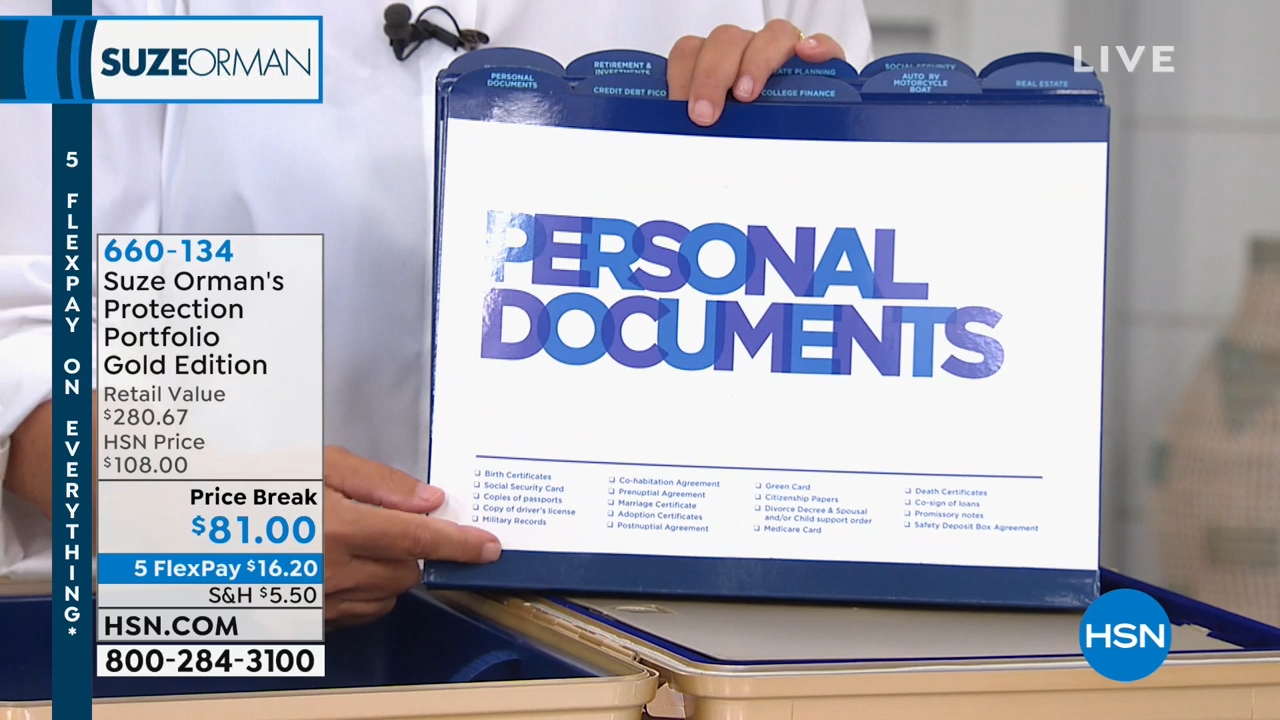 SUZEORMAN
LIVE
5 FLEXPAY ON EVERYTHING*
660-134
Suze Orman's
Protection
Portfolio
Gold Edition
Retail Value
$280.67
HSN Price
$108.00
Price Break
$81.00
5 FlexPay $16.20
S&H $5.50
HSN.COM
800-284-3100
RETIREMENT &
INVESTMENTS
PLANNING
SOCIAL SECURITY
PERSONAL
DOCUMENTS
CREDIT DEBT FICO
COLLEGE FINANCE
AUTO RV
MOTORCYCLE
BOAT
REAL ESTATE
PERSONAL
DOCUMENTS
Birth Certificates
Social Security Card
Copies of passports
Copy of driver's license
Military Records
Co-habitation Agreement
Prenuptial Agreement
Marriage Certificate
Adoption Certificates
Postnuptial Agreement
Green Card
Citizenship Papers
Divorce Decree & Spousal
and/or Child support order
Medicare Card
Death Certificates
Co-sign of loans
Promissory notes
Safety Deposit Box Agreement
HSN